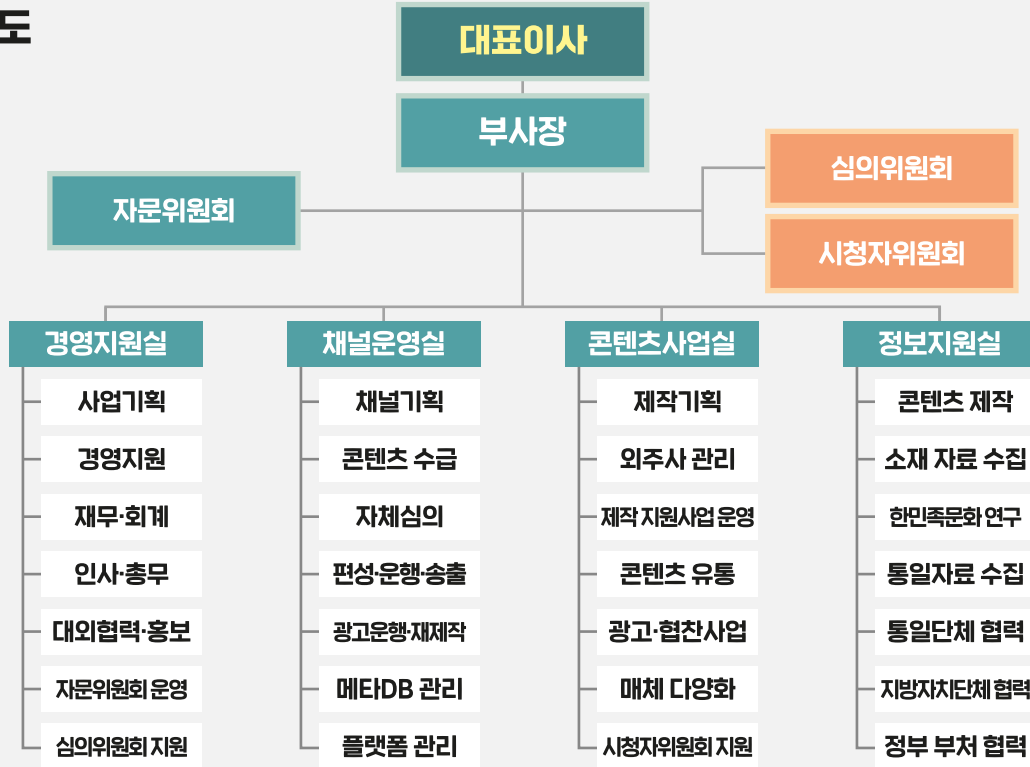 도
대표이사
부사장
심의위원회
자문위원회
시청자위원회
경영지원실
사업기획
경영지원
재무·회계
인사·총무
대외협력·홍보
자문위원회 운영
심의위원회 지원
채널운영실
채널기획
콘텐츠 수급
자체심의
편성·운행·송출
광고운행·재제작
메타DB 관리
플랫폼 관리
콘텐츠사업실
제작기획
외주사 관리
제작 지원사업 운영
콘텐츠 유통
광고·협찬사업
매체 다양화
시청자위원회 지원
정보지원실
콘텐츠 제작
소재 자료 수집
한민족문화 연구
통일자료 수집
통일단체 협력
지방자치단체 협력
정부 부처 협력